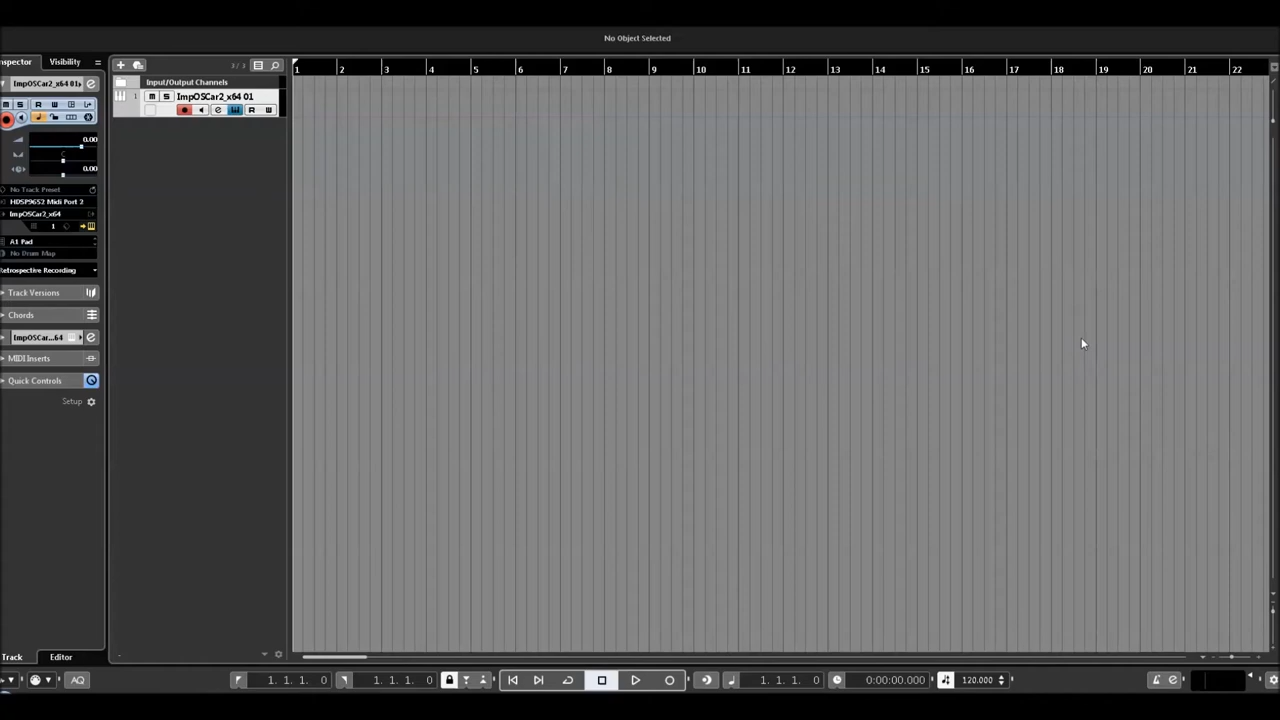 No Object Selected
nspector Visibility
ImpOSCar2_x64 01
m S R W
0.00
C
0.00
No Track Preset
HDSP9652 Midi Port 2
ImpOSCar2_x64
1
A1 Pad
No Drum Map
Retrospective Recording
Track Versions
Chords
ImpOSCar...64
MIDI Inserts
Quick Controls
Setup
Track Editor
Input/Output Channels
1 m S ImpOSCar2_x64 01
R W
1 2 3 4 5 6 7 8 9 10 11 12 13 14 15 16 17 18 19 20 21 22
AQ 1. 1. 1. 0 1. 1. 1. 0 1. 1. 1. 0 0:00:00.000 120.000